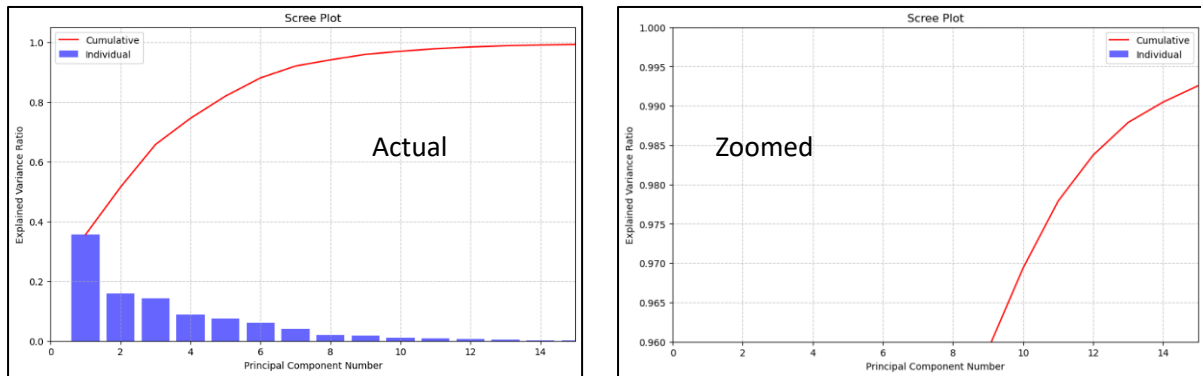 Scree Plot
1.0
0.8
0.6
0.4
0.2
0.0
Explained Variance Ratio
Cumulative
Individual
Actual
0 2 4 6 8 10 12 14
Principal Component Number
Scree Plot
1.000
0.995
0.990
0.985
0.980
0.975
0.970
0.965
0.960
Explained Variance Ratio
Cumulative
Individual
Zoomed
0 2 4 6 8 10 12 14
Principal Component Number